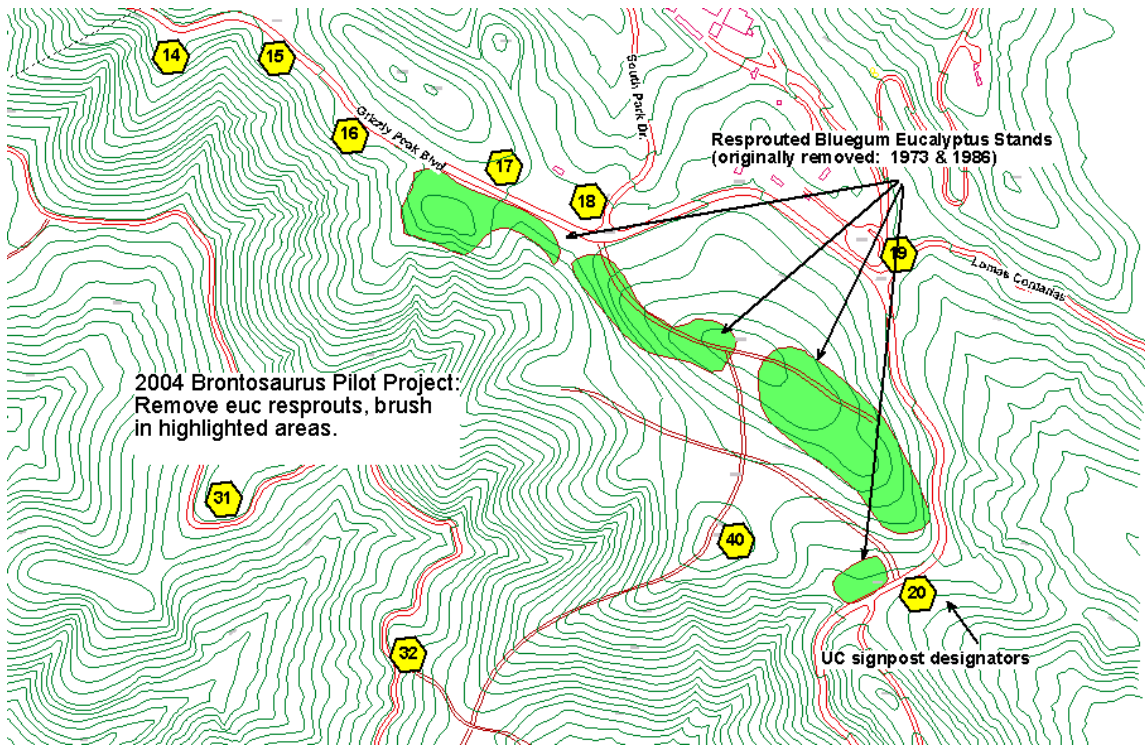 14
15
16
Grizzly Peak Blvd
17
18
South Park Dr.
Resprouted Bluegum Eucalyptus Stands
(originally removed: 1973 & 1986)
19
Lomas Contadas
2004 Brontosaurus Pilot Project:
Remove euc resprouts, brush
in highlighted areas.
31
40
20
32
UC signpost designators